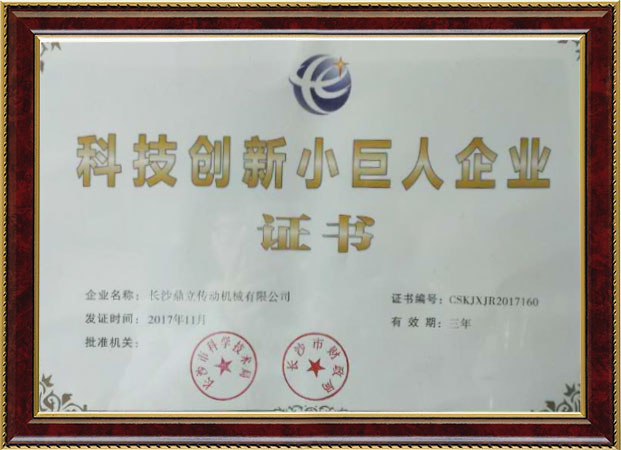 科技创新小巨人企业
证书
企业名称：长沙鼎立传动机械有限公司
证书编号：CSKJXJR2017160
发证时间：2017年11月
有效期：三年
批准机关：
长沙市科学技术局
长沙市财政局